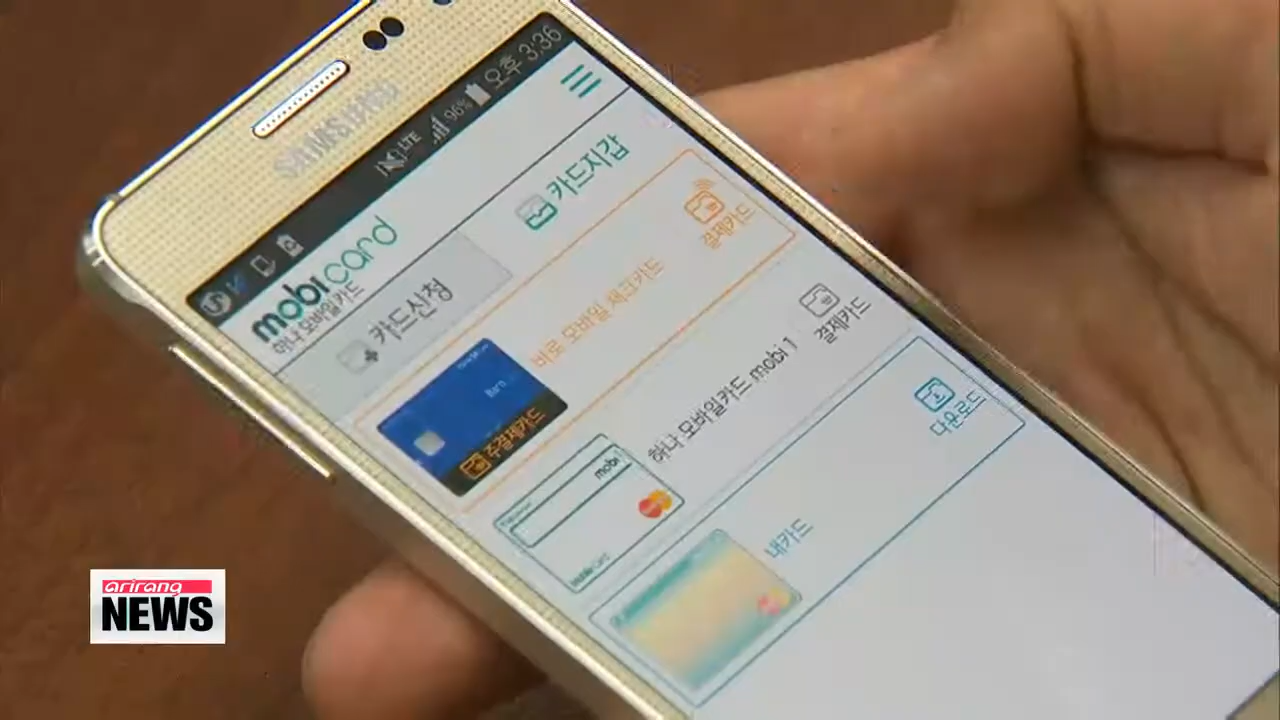 SAMSUNG
LTE 96% 오후 3:36
mobi card
하나 모바일카드
카드신청
카드지갑
바로 모바일 체크카드
결제카드
주결제카드
하나 모바일카드 mobi 1
결제카드
mobi
내카드
다운로드
arirang
NEWS